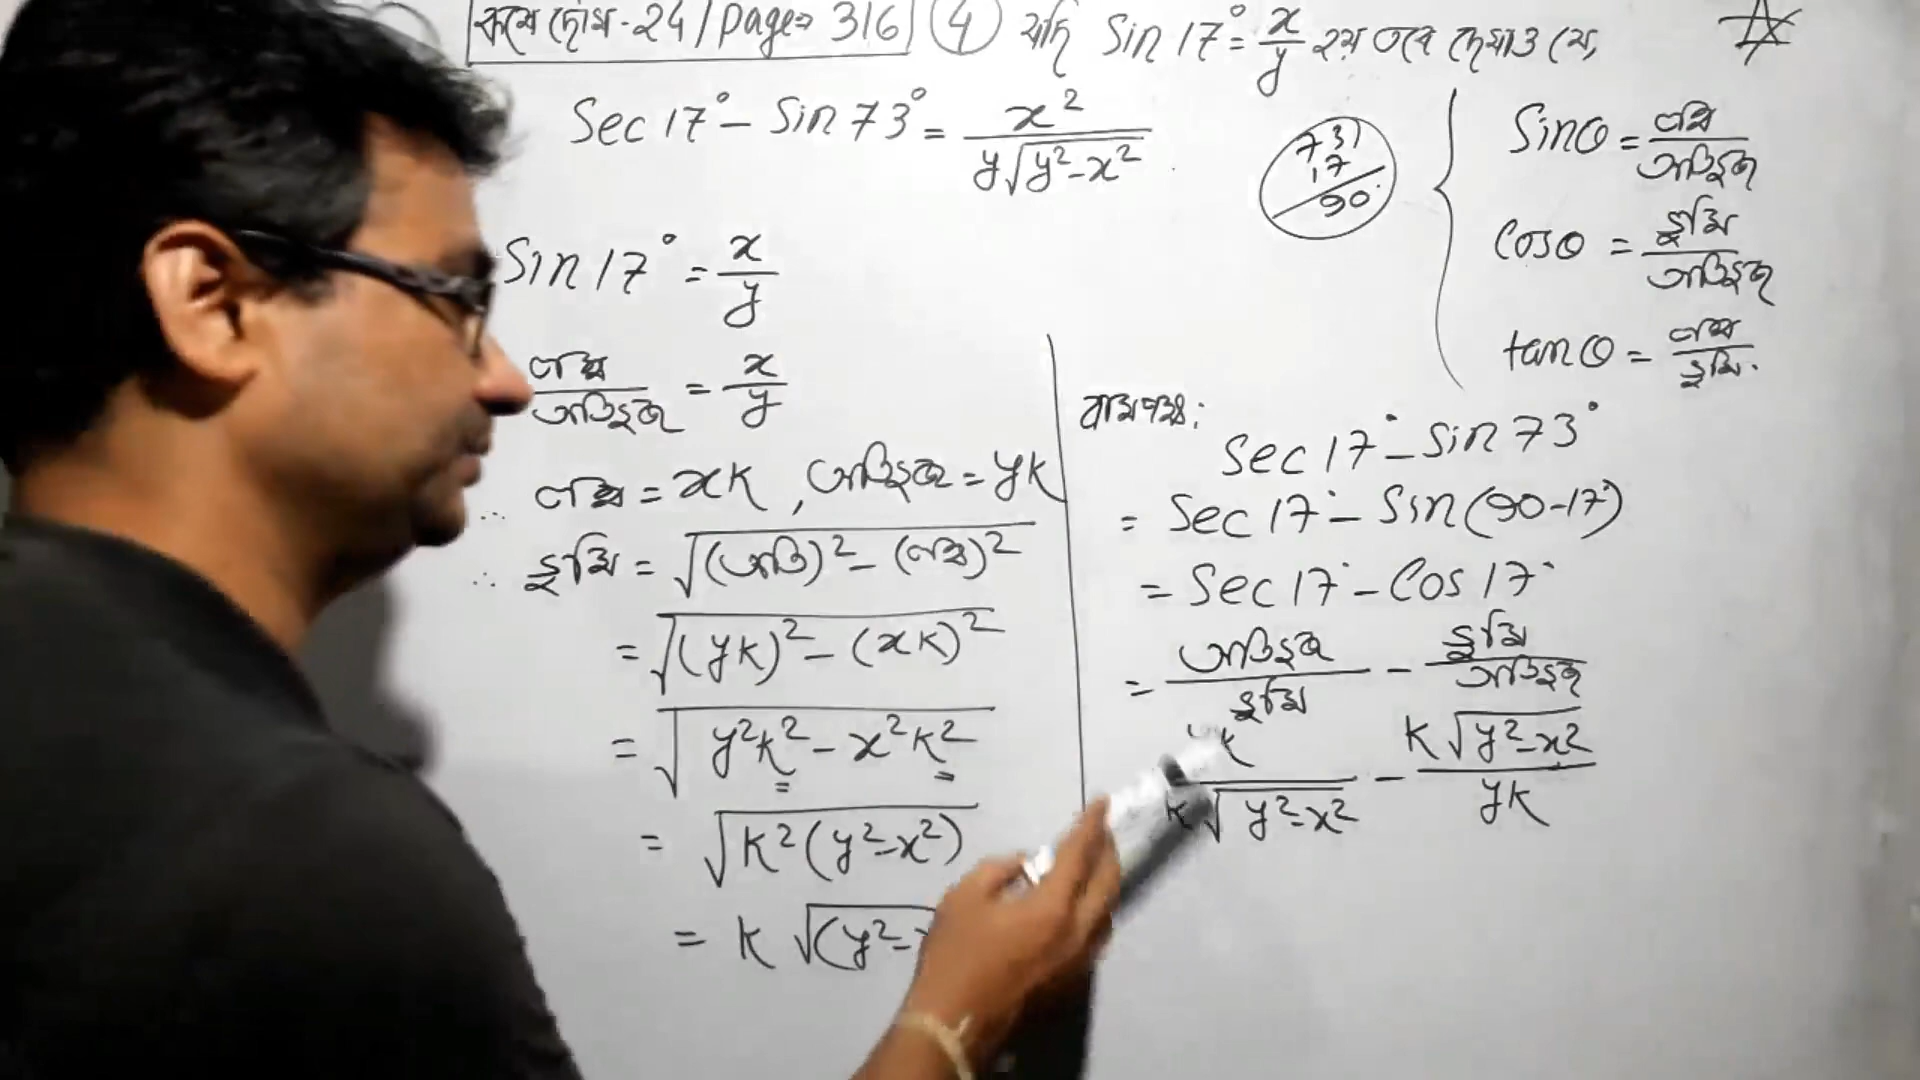 কষে দেখি-24 / page⇒ 316 (4) যদি Sin 17° = x/y হয় তবে দেখাও যে,
Sec 17° – Sin 73° = x²/(y√(y²-x²))
73
17
90
Sinθ = লম্ব/অতিভুজ
Cosθ = ভূমি/অতিভুজ
tanθ = লম্ব/ভূমি.
Sin 17° = x/y
লম্ব/অতিভুজ = x/y
∴ লম্ব = xk, অতিভুজ = yk
∴ ভূমি = √((অতি)² – (লম্ব)²)
= √((yk)² – (xk)²)
= √(y²k² – x²k²)
= √(k²(y²-x²))
= k√(y²-
বামপক্ষ:
Sec 17° – Sin 73°
= Sec 17° – Sin(90-17°)
= Sec 17° – Cos 17°
= অতিভুজ/ভূমি – ভূমি/অতিভুজ
k/(k√(y²-x²)) – k√(y²-x²)/yk